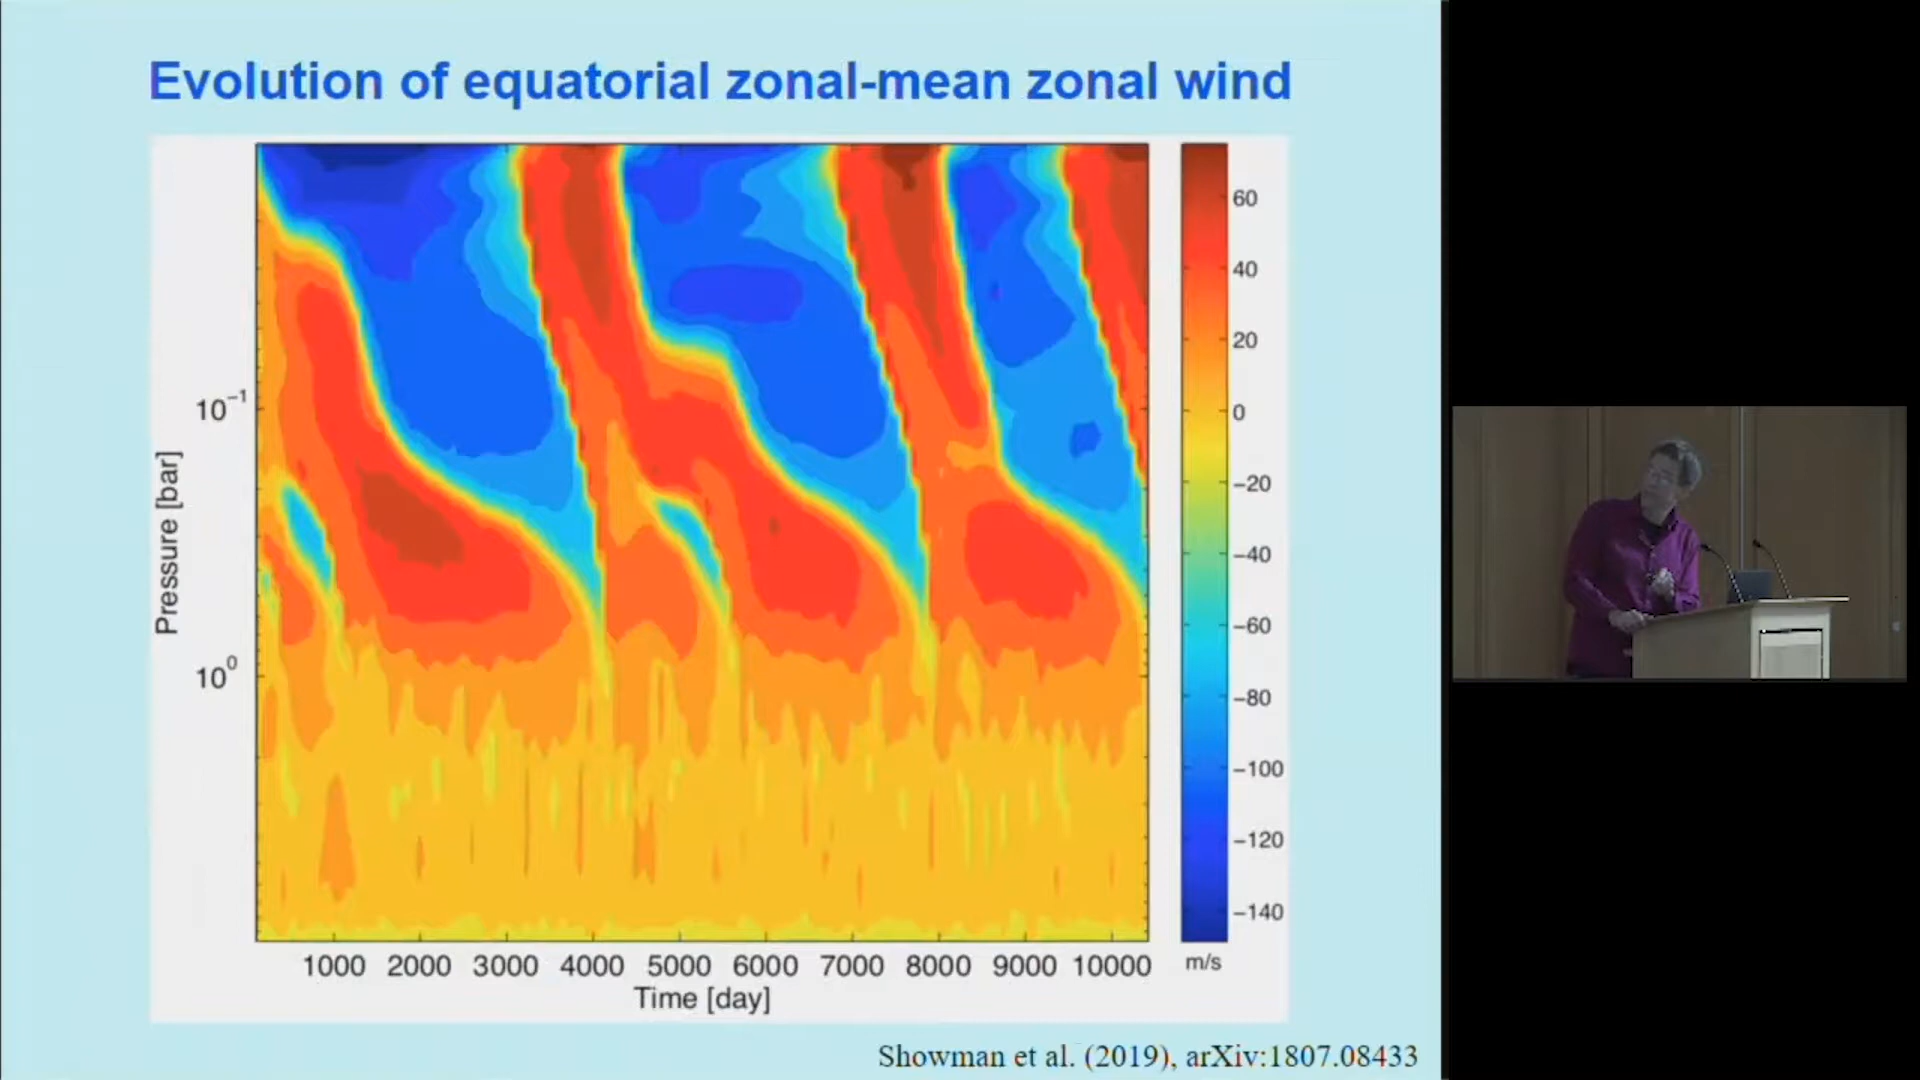 Evolution of equatorial zonal-mean zonal wind
Pressure [bar]
10⁻¹
10⁰
1000 2000 3000 4000 5000 6000 7000 8000 9000 10000
Time [day]
60
40
20
0
−20
−40
−60
−80
−100
−120
−140
m/s
Showman et al. (2019), arXiv:1807.08433